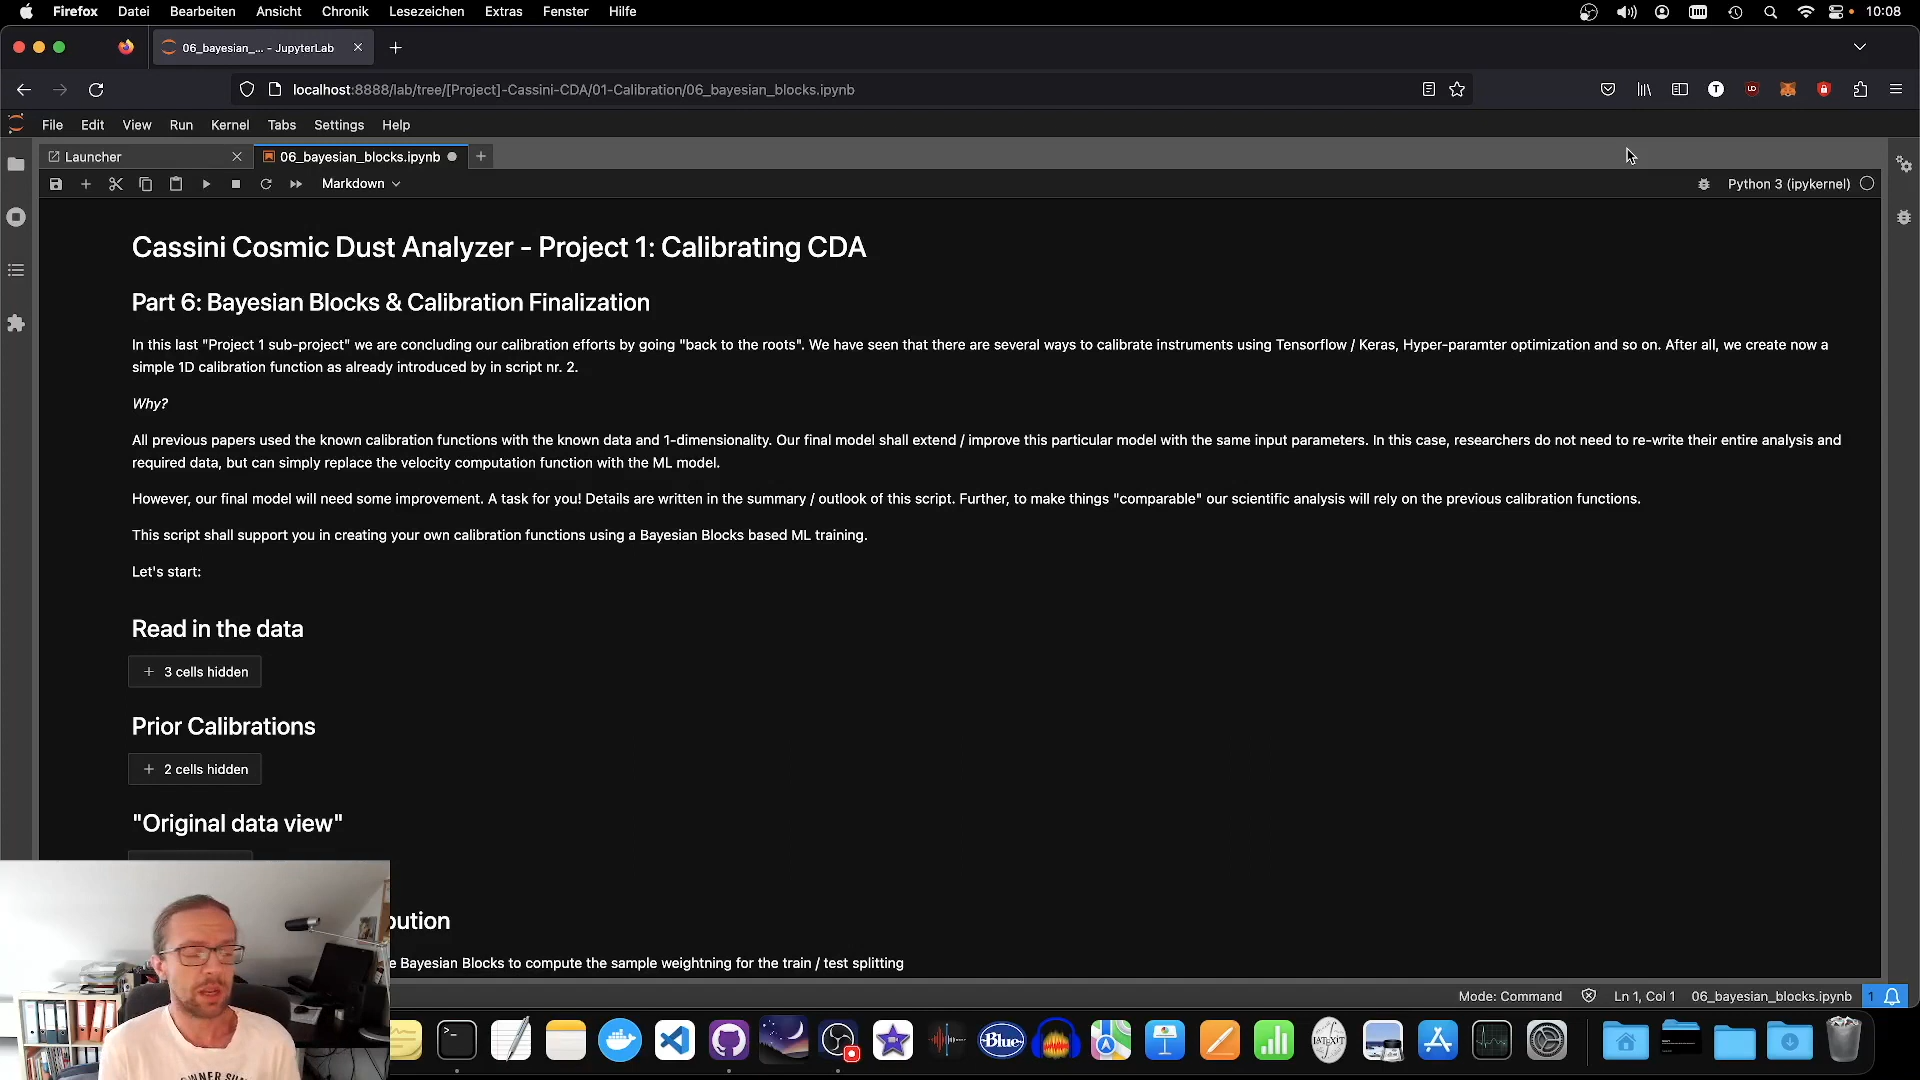 Firefox Datei Bearbeiten Ansicht Chronik Lesezeichen Extras Fenster Hilfe 10:08
06_bayesian_... - JupyterLab
localhost:8888/lab/tree/[Project]-Cassini-CDA/01-Calibration/06_bayesian_blocks.ipynb
File Edit View Run Kernel Tabs Settings Help
Launcher 06_bayesian_blocks.ipynb
Markdown Python 3 (ipykernel)
Cassini Cosmic Dust Analyzer - Project 1: Calibrating CDA
Part 6: Bayesian Blocks & Calibration Finalization
In this last "Project 1 sub-project" we are concluding our calibration efforts by going "back to the roots". We have seen that there are several ways to calibrate instruments using Tensorflow / Keras, Hyper-paramter optimization and so on. After all, we create now a
simple 1D calibration function as already introduced by in script nr. 2.
Why?
All previous papers used the known calibration functions with the known data and 1-dimensionality. Our final model shall extend / improve this particular model with the same input parameters. In this case, researchers do not need to re-write their entire analysis and
required data, but can simply replace the velocity computation function with the ML model.
However, our final model will need some improvement. A task for you! Details are written in the summary / outlook of this script. Further, to make things "comparable" our scientific analysis will rely on the previous calibration functions.
This script shall support you in creating your own calibration functions using a Bayesian Blocks based ML training.
Let's start:
Read in the data
+ 3 cells hidden
Prior Calibrations
+ 2 cells hidden
"Original data view"
bution
e Bayesian Blocks to compute the sample weightning for the train / test splitting
Mode: Command Ln 1, Col 1 06_bayesian_blocks.ipynb 1
Blue
LATEXiT
OWNER SU